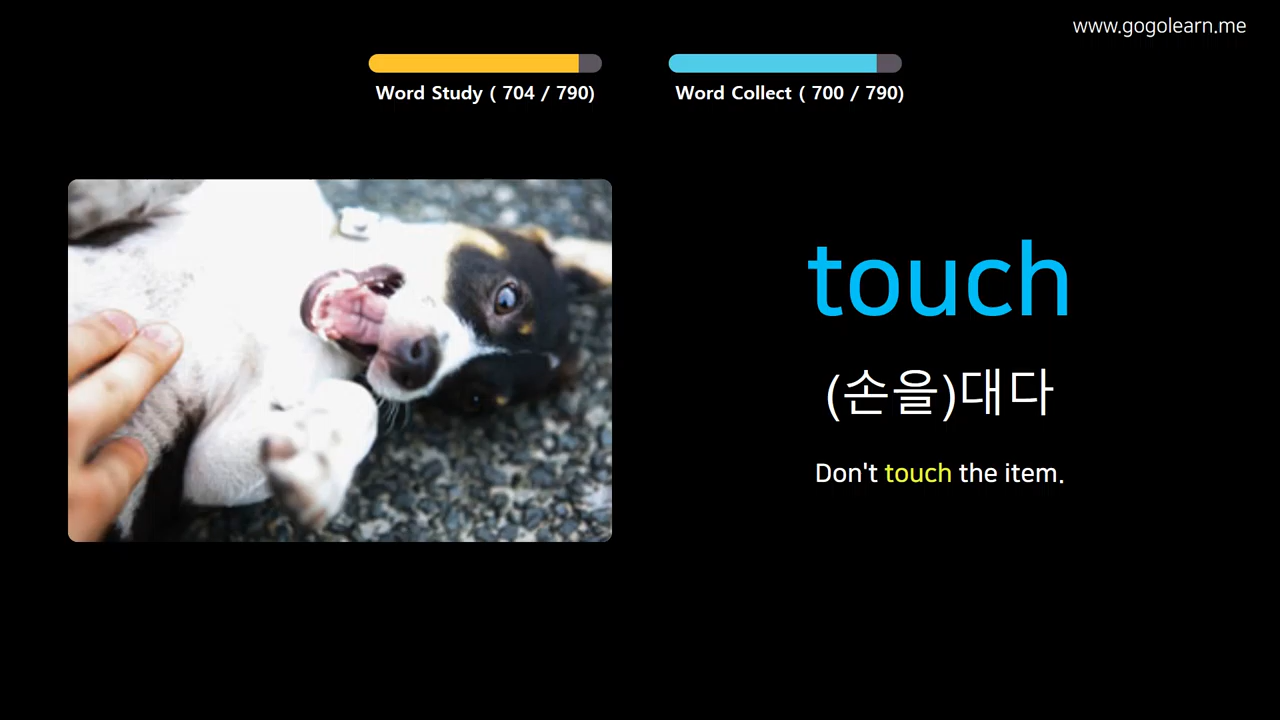 www.gogolearn.me
Word Study ( 704 / 790)
Word Collect ( 700 / 790)
touch
(손을)대다
Don't touch the item.